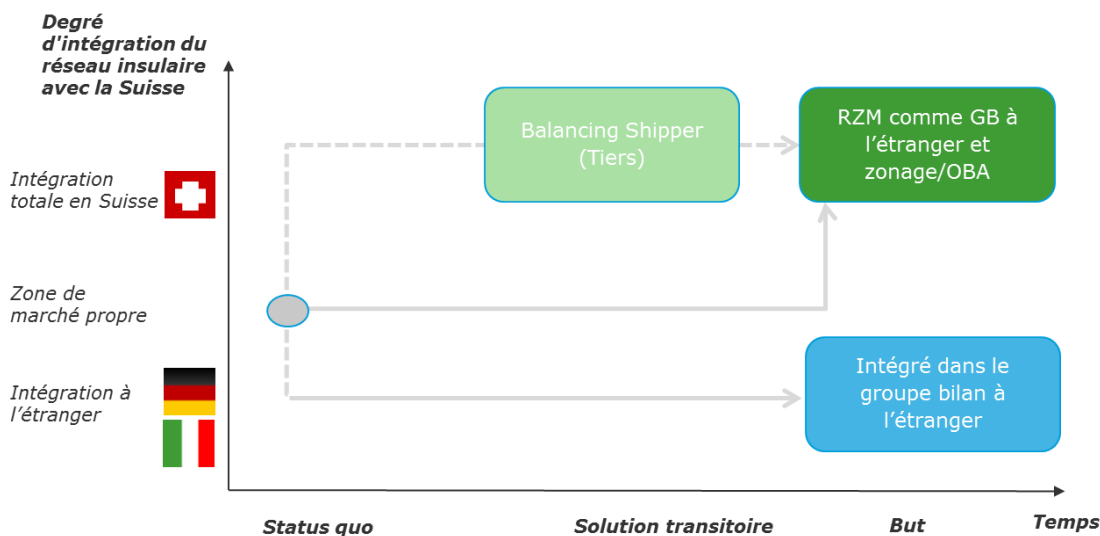 Degré
d'intégration du
réseau insulaire
avec la Suisse
Balancing Shipper
(Tiers)
RZM comme GB à
l’étranger et
zonage/OBA
Intégration
totale en Suisse
Zone de
marché propre
Intégration à
l’étranger
Intégré dans le
groupe bilan à
l’étranger
Status quo
Solution transitoire
But
Temps